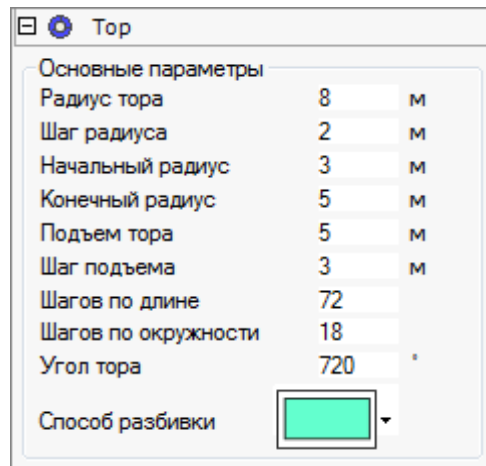 Тор
Основные параметры
Радиус тора 8 м
Шаг радиуса 2 м
Начальный радиус 3 м
Конечный радиус 5 м
Подъем тора 5 м
Шаг подъема 3 м
Шагов по длине 72
Шагов по окружности 18
Угол тора 720 °
Способ разбивки